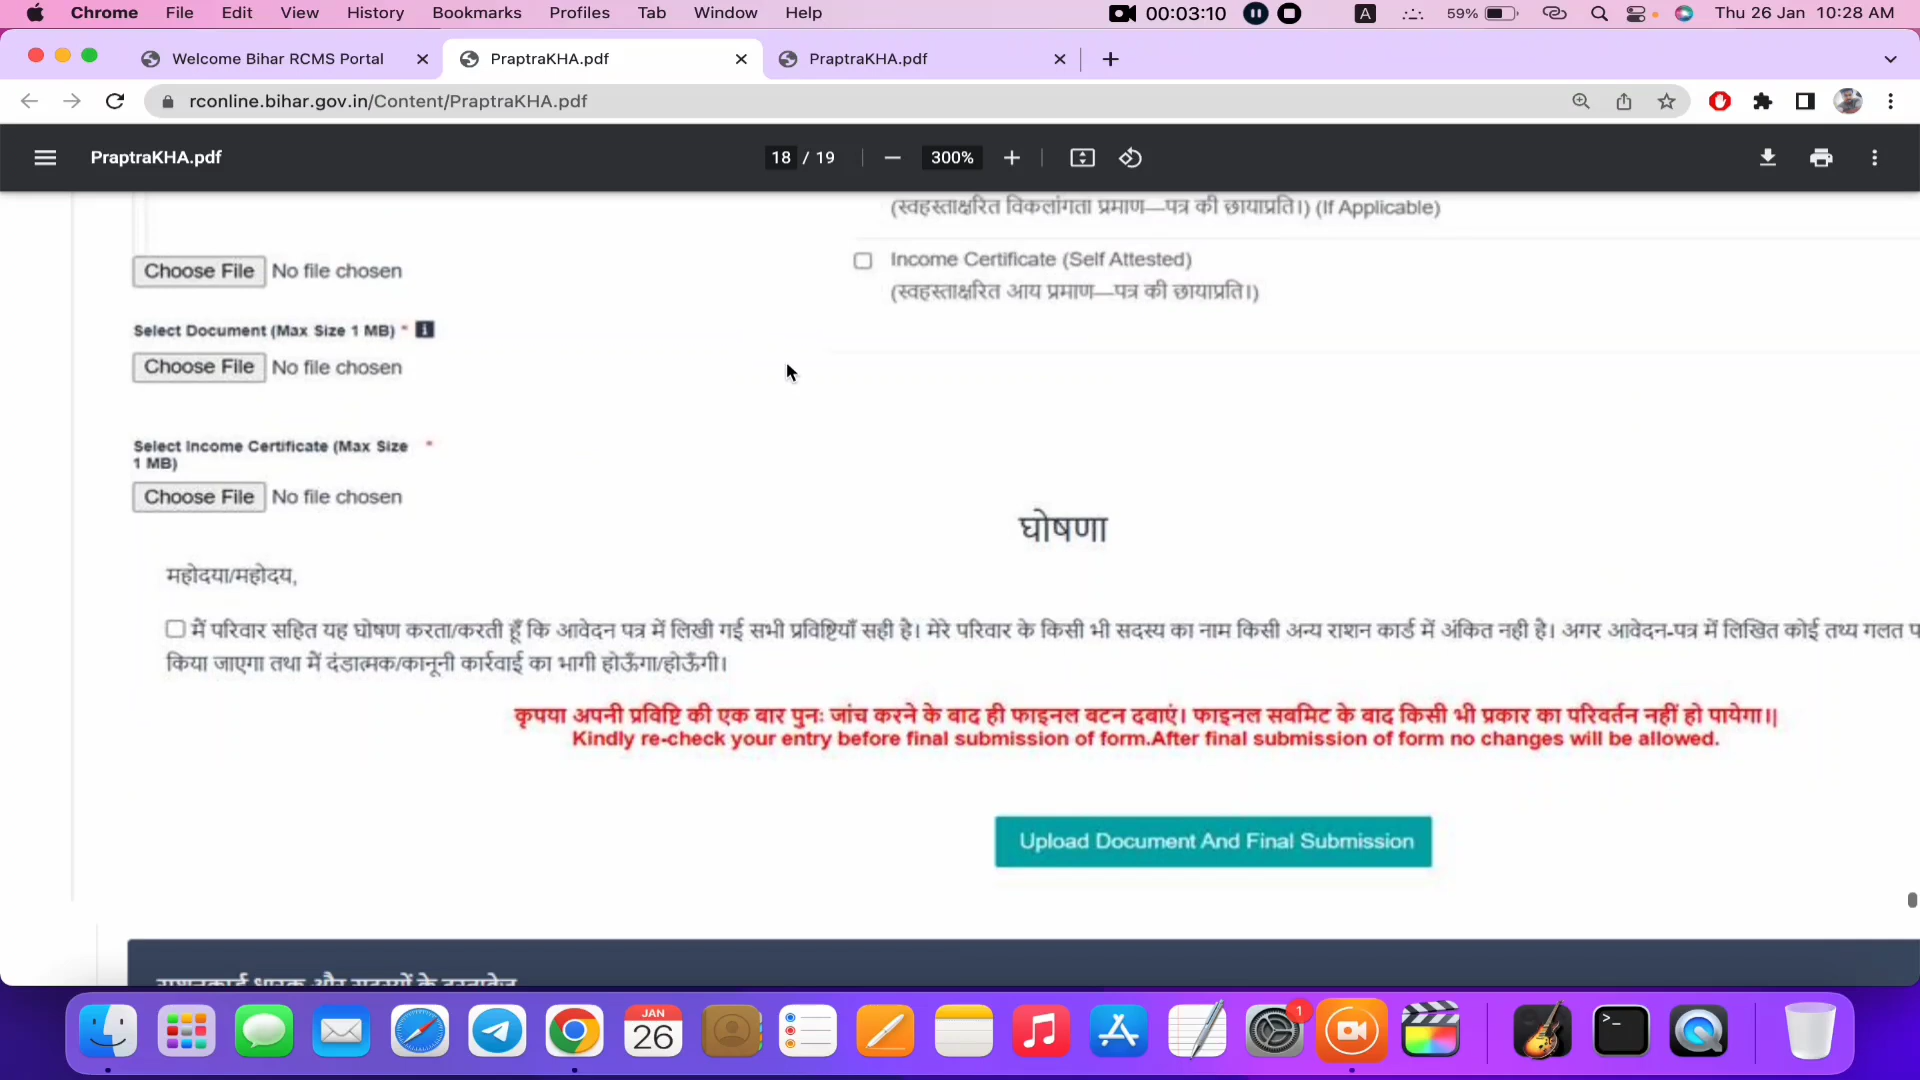 Chrome File Edit View History Bookmarks Profiles Tab Window Help 00:03:10 A 59% Thu 26 Jan 10:28 AM
Welcome Bihar RCMS Portal PraptraKHA.pdf PraptraKHA.pdf
rconline.bihar.gov.in/Content/PraptraKHA.pdf
PraptraKHA.pdf 18 / 19 300%
(स्वहस्ताक्षरित विकलांगता प्रमाण—पत्र की छायाप्रति।) (If Applicable)
Choose File No file chosen
Income Certificate (Self Attested)
(स्वहस्ताक्षरित आय प्रमाण—पत्र की छायाप्रति।)
Select Document (Max Size 1 MB) * i
Choose File No file chosen
Select Income Certificate (Max Size *
1 MB)
Choose File No file chosen
घोषणा
महोदया/महोदय,
मैं परिवार सहित यह घोषण करता/करती हूँ कि आवेदन पत्र में लिखी गई सभी प्रविष्टियाँ सही है। मेरे परिवार के किसी भी सदस्य का नाम किसी अन्य राशन कार्ड में अंकित नही है। अगर आवेदन-पत्र में लिखित कोई तथ्य गलत
किया जाएगा तथा मैं दंडात्मक/कानूनी कार्रवाई का भागी होऊँगा/होऊँगी।
कृपया अपनी प्रविष्टि की एक बार पुनः जांच करने के बाद ही फाइनल बटन दबाएं। फाइनल सबमिट के बाद किसी भी प्रकार का परिवर्तन नहीं हो पायेगा।|
Kindly re-check your entry before final submission of form.After final submission of form no changes will be allowed.
Upload Document And Final Submission
JAN
26
1